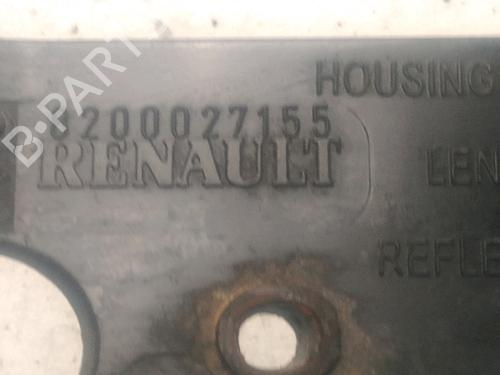 HOUSING
8200027155
RENAULT
LEN
REFLE
B-PARTS